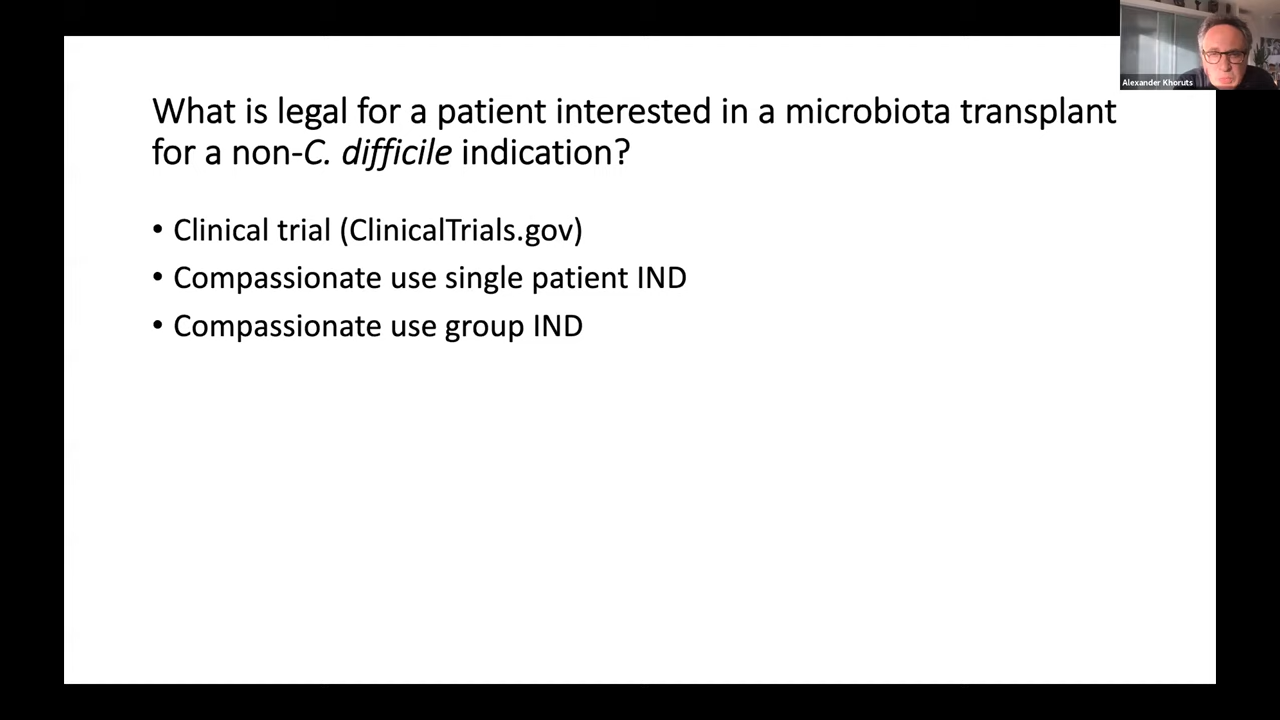 Alexander Khoruts
What is legal for a patient interested in a microbiota transplant
for a non-C. difficile indication?
• Clinical trial (ClinicalTrials.gov)
• Compassionate use single patient IND
• Compassionate use group IND